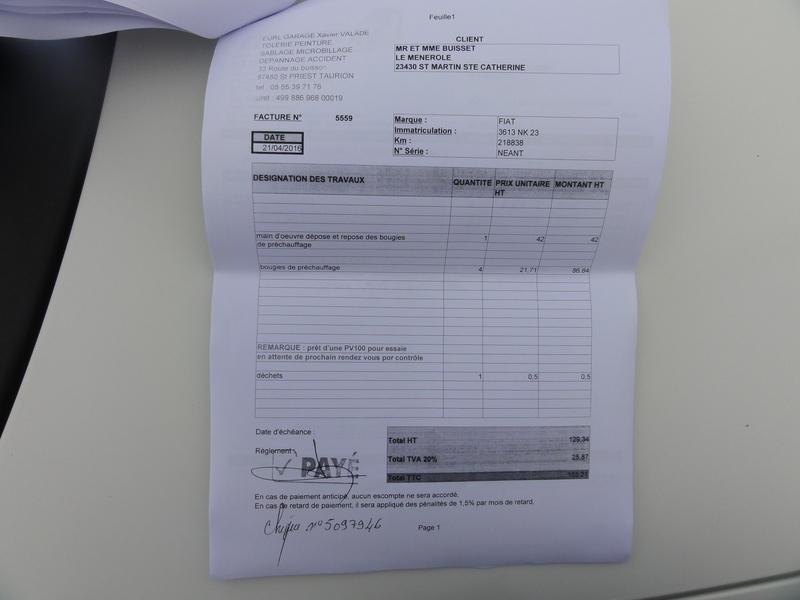 Feuille1
EURL GARAGE Xavier VALADE
TOLERIE PEINTURE
SABLAGE MICROBILLAGE
DEPANNAGE ACCIDENT
13 Route du buisson
87480 St PRIEST TAURION
tel : 05 55 39 71 76
siret : 499 886 968 00019
CLIENT
MR ET MME BUISSET
LE MENEROLE
23430 ST MARTIN STE CATHERINE
FACTURE N° 5559
DATE
21/04/2016
Marque : FIAT
Immatriculation : 3613 NK 23
Km : 218838
N° Série : NEANT
DESIGNATION DES TRAVAUX QUANTITE PRIX UNITAIRE HT MONTANT HT
main d'oeuvre dépose et repose des bougies 1 42 42
de préchauffage
bougies de préchauffage 4 21,71 86,84
REMARQUE : prêt d'une PV100 pour essaie
en attente de prochain rendez vous por contrôle
déchets 1 0,5 0,5
Date d'échéance :
Réglement :
PAYÉ
Total HT 129,34
Total TVA 20% 25,87
Total TTC 155,21
En cas de paiement anticipé, aucun escompte ne sera accordé.
En cas de retard de paiement, il sera appliqué des pénalités de 1,5% par mois de retard.
Chèque n° 5097946
Page 1